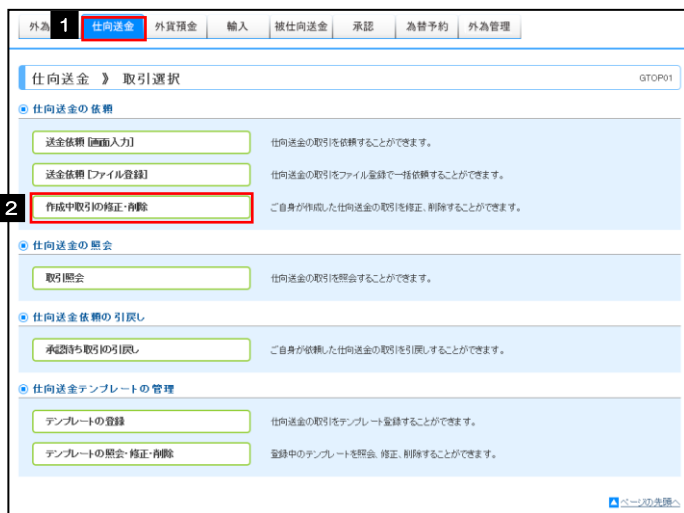 外為 1 仕向送金 外貨預金 輸入 被仕向送金 承認 為替予約 外為管理
仕向送金 》 取引選択 GTOP01
仕向送金の依頼
送金依頼［画面入力］ 仕向送金の取引を依頼することができます。
送金依頼［ファイル登録］ 仕向送金の取引をファイル登録で一括依頼することができます。
2 作成中取引の修正・削除 ご自身が作成した仕向送金の取引を修正、削除することができます。
仕向送金の照会
取引照会 仕向送金の取引を照会することができます。
仕向送金依頼の引戻し
承認待ち取引の引戻し ご自身が依頼した仕向送金の取引を引戻しすることができます。
仕向送金テンプレートの管理
テンプレートの登録 仕向送金の取引をテンプレート登録することができます。
テンプレートの照会・修正・削除 登録中のテンプレートを照会、修正、削除することができます。
ページの先頭へ